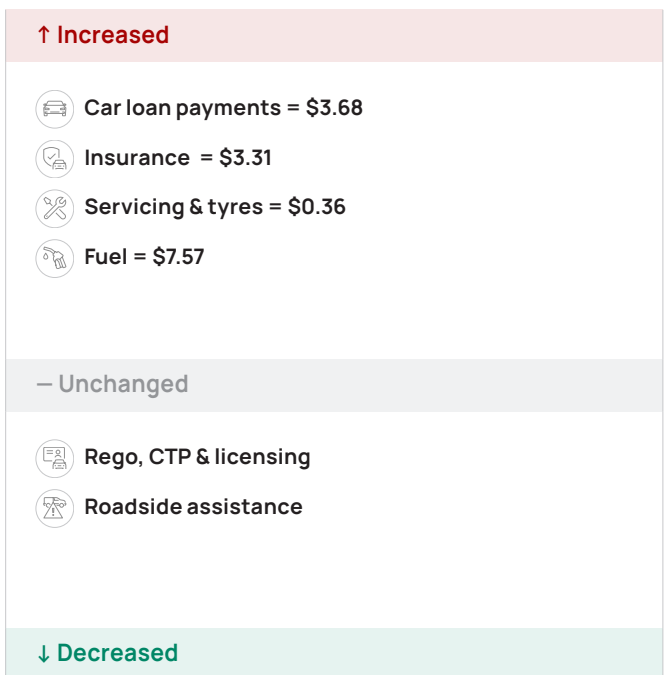 ↑ Increased
Car loan payments = $3.68
Insurance = $3.31
Servicing & tyres = $0.36
Fuel = $7.57
— Unchanged
Rego, CTP & licensing
Roadside assistance
↓ Decreased